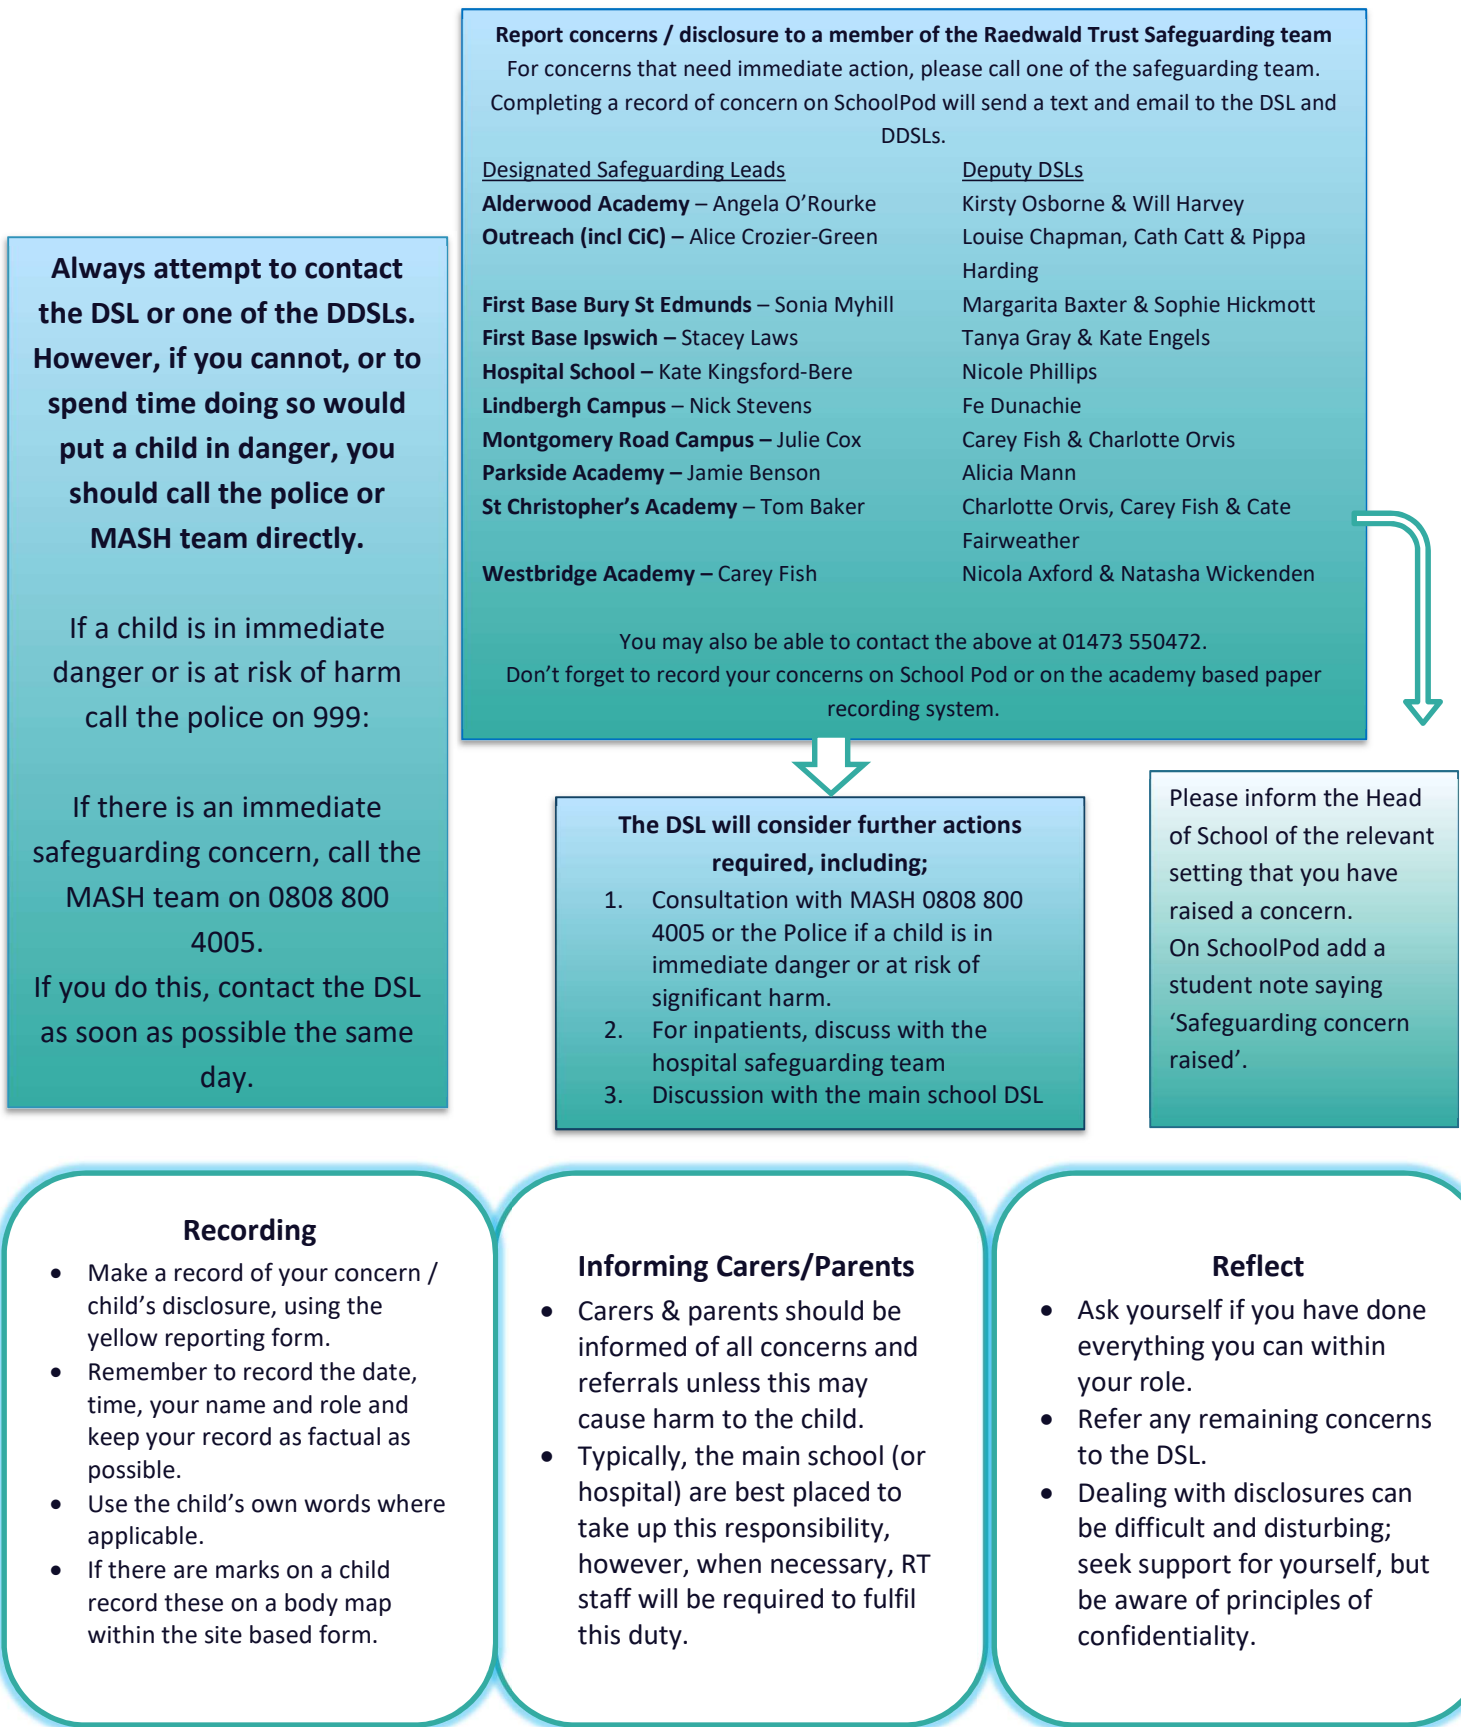 Report concerns / disclosure to a member of the Raedwald Trust Safeguarding team
For concerns that need immediate action, please call one of the safeguarding team.
Completing a record of concern on SchoolPod will send a text and email to the DSL and
DDSLs.
Designated Safeguarding Leads Deputy DSLs
Alderwood Academy – Angela O’Rourke Kirsty Osborne & Will Harvey
Outreach (incl CiC) – Alice Crozier-Green Louise Chapman, Cath Catt & Pippa
Harding
First Base Bury St Edmunds – Sonia Myhill Margarita Baxter & Sophie Hickmott
First Base Ipswich – Stacey Laws Tanya Gray & Kate Engels
Hospital School – Kate Kingsford-Bere Nicole Phillips
Lindbergh Campus – Nick Stevens Fe Dunachie
Montgomery Road Campus – Julie Cox Carey Fish & Charlotte Orvis
Parkside Academy – Jamie Benson Alicia Mann
St Christopher’s Academy – Tom Baker Charlotte Orvis, Carey Fish & Cate
Fairweather
Westbridge Academy – Carey Fish Nicola Axford & Natasha Wickenden
You may also be able to contact the above at 01473 550472.
Don’t forget to record your concerns on School Pod or on the academy based paper
recording system.
Always attempt to contact
the DSL or one of the DDSLs.
However, if you cannot, or to
spend time doing so would
put a child in danger, you
should call the police or
MASH team directly.
If a child is in immediate
danger or is at risk of harm
call the police on 999:
If there is an immediate
safeguarding concern, call the
MASH team on 0808 800
4005.
If you do this, contact the DSL
as soon as possible the same
day.
The DSL will consider further actions
required, including;
1. Consultation with MASH 0808 800
4005 or the Police if a child is in
immediate danger or at risk of
significant harm.
2. For inpatients, discuss with the
hospital safeguarding team
3. Discussion with the main school DSL
Please inform the Head
of School of the relevant
setting that you have
raised a concern.
On SchoolPod add a
student note saying
‘Safeguarding concern
raised’.
Recording
• Make a record of your concern /
child’s disclosure, using the
yellow reporting form.
• Remember to record the date,
time, your name and role and
keep your record as factual as
possible.
• Use the child’s own words where
applicable.
• If there are marks on a child
record these on a body map
within the site based form.
Informing Carers/Parents
• Carers & parents should be
informed of all concerns and
referrals unless this may
cause harm to the child.
• Typically, the main school (or
hospital) are best placed to
take up this responsibility,
however, when necessary, RT
staff will be required to fulfil
this duty.
Reflect
• Ask yourself if you have done
everything you can within
your role.
• Refer any remaining concerns
to the DSL.
• Dealing with disclosures can
be difficult and disturbing;
seek support for yourself, but
be aware of principles of
confidentiality.